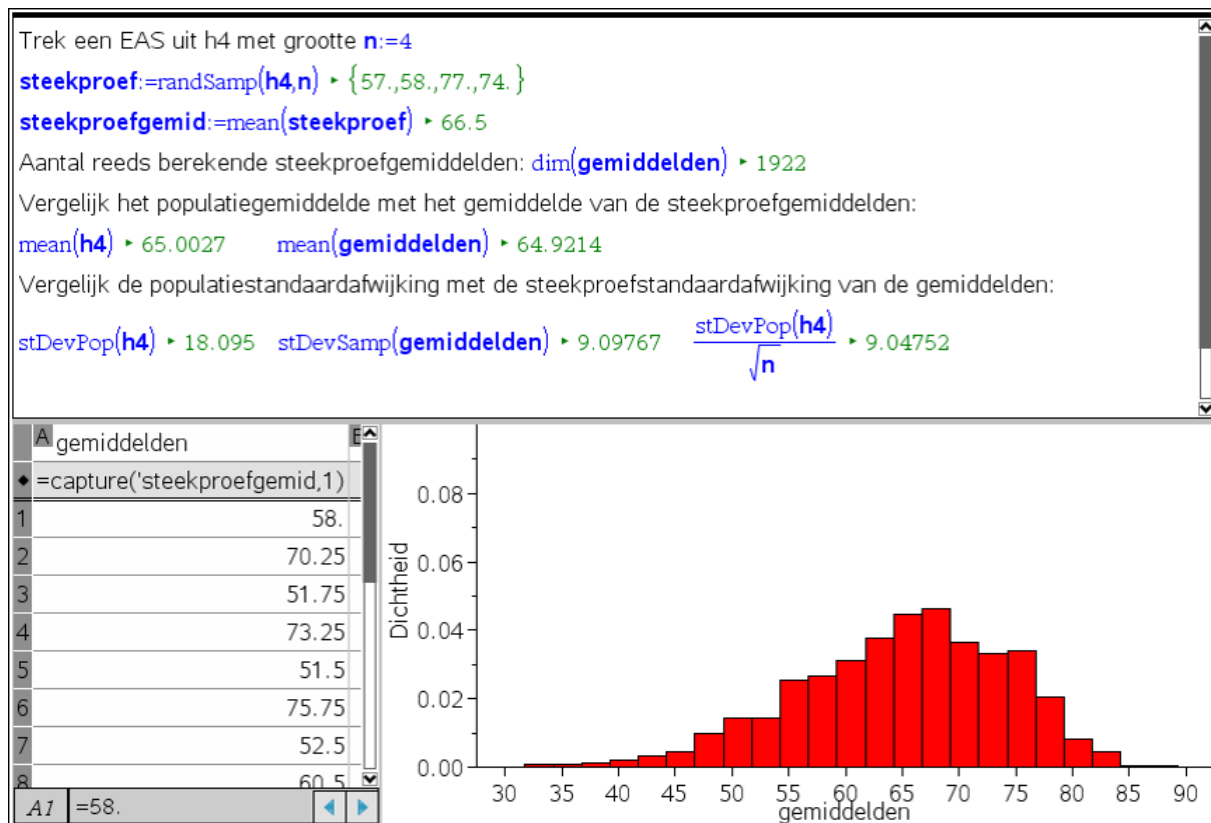 Trek een EAS uit h4 met grootte n:=4
steekproef:=randSamp(h4,n) ▸ {57.,58.,77.,74.}
steekproefgemid:=mean(steekproef) ▸ 66.5
Aantal reeds berekende steekproefgemiddelden: dim(gemiddelden) ▸ 1922
Vergelijk het populatiegemiddelde met het gemiddelde van de steekproefgemiddelden:
mean(h4) ▸ 65.0027 mean(gemiddelden) ▸ 64.9214
Vergelijk de populatiestandaardafwijking met de steekproefstandaardafwijking van de gemiddelden:
stDevPop(h4) ▸ 18.095 stDevSamp(gemiddelden) ▸ 9.09767 stDevPop(h4)/√n ▸ 9.04752
A gemiddelden
◆ =capture('steekproefgemid,1)
1 58.
2 70.25
3 51.75
4 73.25
5 51.5
6 75.75
7 52.5
8 60.5
A1 =58.
Dichtheid
0.08
0.06
0.04
0.02
0.00
30 35 40 45 50 55 60 65 70 75 80 85 90
gemiddelden